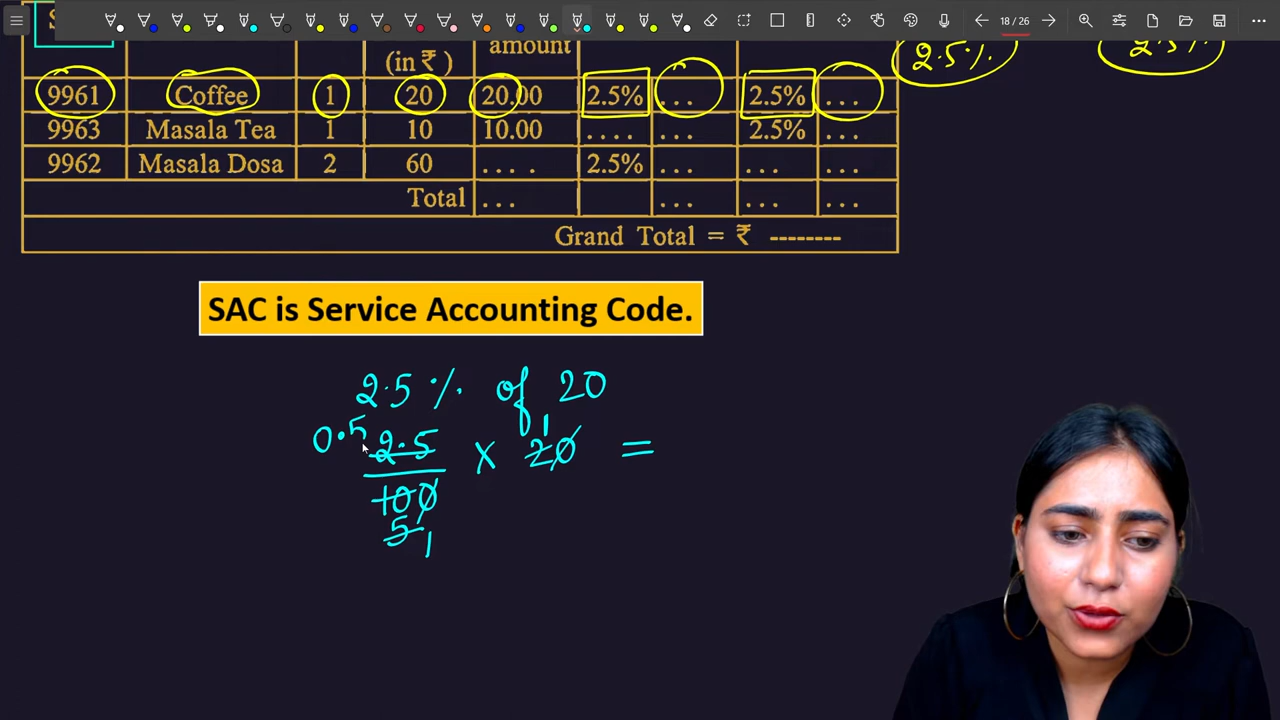 18 / 26
amount
(in ₹ )
2.5%. 2.5%.
9961 Coffee 1 20 20.00 2.5% ... 2.5% ...
9963 Masala Tea 1 10 10.00 .... ... 2.5% ...
9962 Masala Dosa 2 60 .... 2.5% ... ... ...
Total ... ... ... ...
Grand Total = ₹ --------
SAC is Service Accounting Code.
2.5 % of 20
0.5 2.5 × 20 1 =
100
5 1